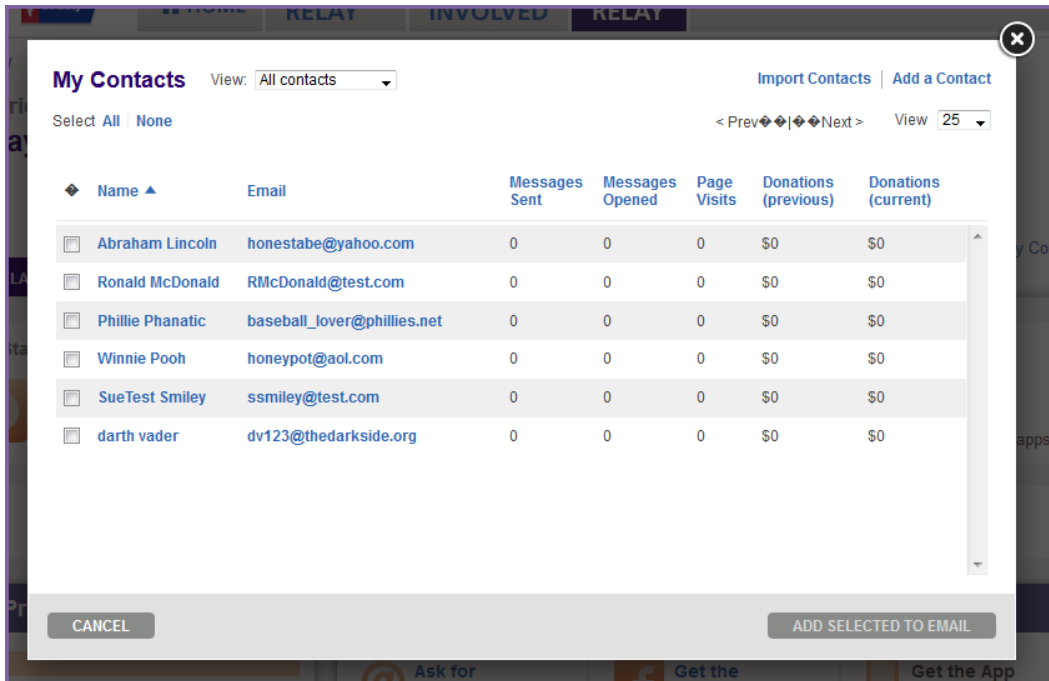 HOME RELAY INVOLVED RELAY
My Contacts View: All contacts Import Contacts | Add a Contact
Select All | None < Prev��|��Next > View 25
� Name ▲ Email Messages Sent Messages Opened Page Visits Donations (previous) Donations (current)
Abraham Lincoln honestabe@yahoo.com 0 0 0 $0 $0
Ronald McDonald RMcDonald@test.com 0 0 0 $0 $0
Phillie Phanatic baseball_lover@phillies.net 0 0 0 $0 $0
Winnie Pooh honeypot@aol.com 0 0 0 $0 $0
SueTest Smiley ssmiley@test.com 0 0 0 $0 $0
darth vader dv123@thedarkside.org 0 0 0 $0 $0
apps
CANCEL ADD SELECTED TO EMAIL
Ask for Get the Get the App